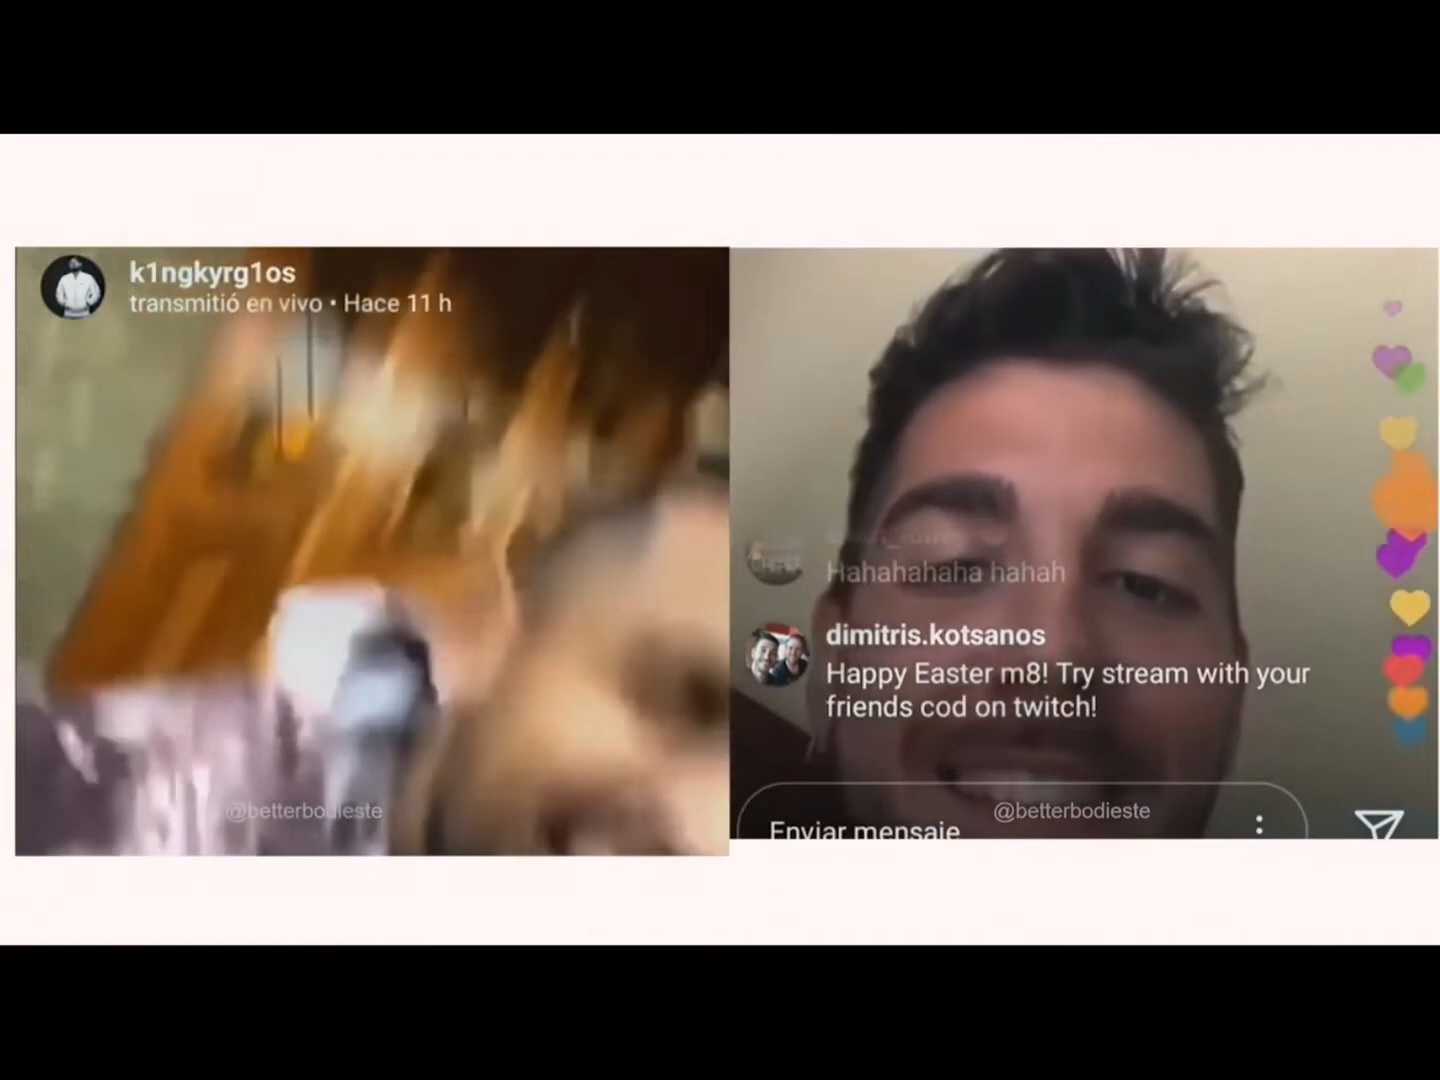 k1ngkyrg1os
transmitió en vivo • Hace 11 h
Hahahahaha hahah
dimitris.kotsanos
Happy Easter m8! Try stream with your
friends cod on twitch!
@betterbodieste
@betterbodieste
Enviar mensaje